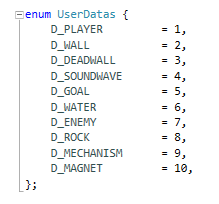 enum UserDatas {
    D_PLAYER        = 1,
    D_WALL          = 2,
    D_DEADWALL      = 3,
    D_SOUNDWAVE     = 4,
    D_GOAL          = 5,
    D_WATER         = 6,
    D_ENEMY         = 7,
    D_ROCK          = 8,
    D_MECHANISM     = 9,
    D_MAGNET        = 10,
};